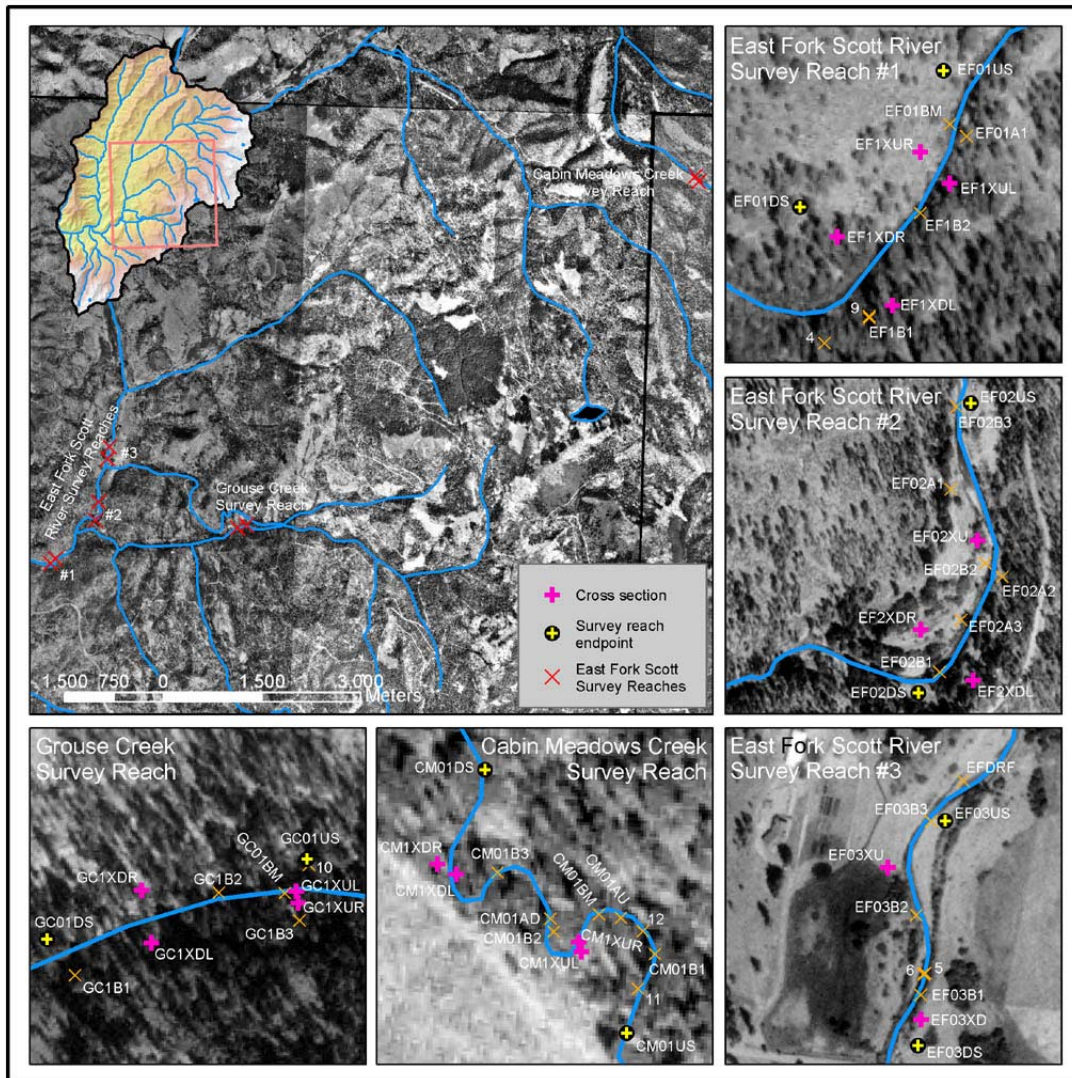 Cabin Meadows Creek
Survey Reach
East Fork Scott
River Survey Reaches
#3
#2
#1
Grouse Creek
Survey Reach
Cross section
Survey reach
endpoint
East Fork Scott
Survey Reaches
1,500 750 0 1,500 3,000
Meters
East Fork Scott River
Survey Reach #1
EF01US
EF01BM
EF01A1
EF1XUR
EF1XUL
EF01DS
EF1B2
EF1XDR
EF1XDL
9
EF1B1
4
East Fork Scott River
Survey Reach #2
EF02US
EF02B3
EF02A1
EF02XU
EF02B2
EF02A2
EF2XDR
EF02A3
EF02B1
EF02DS
EF2XDL
Grouse Creek
Survey Reach
GC01US
10
GC01BM
GC1XDR
GC1B2
GC1XUL
GC1XUR
GC01DS
GC1XDL
GC1B3
GC1B1
Cabin Meadows Creek
Survey Reach
CM01DS
CM1XDR
CM01B3
CM1XDL
CM01BM
CM01AU
CM01AD
12
CM01B2
CM1XUR
CM1XUL
CM01B1
11
CM01US
East Fork Scott River
Survey Reach #3
EFDRF
EF03B3
EF03US
EF03XU
EF03B2
6
5
EF03B1
EF03XD
EF03DS